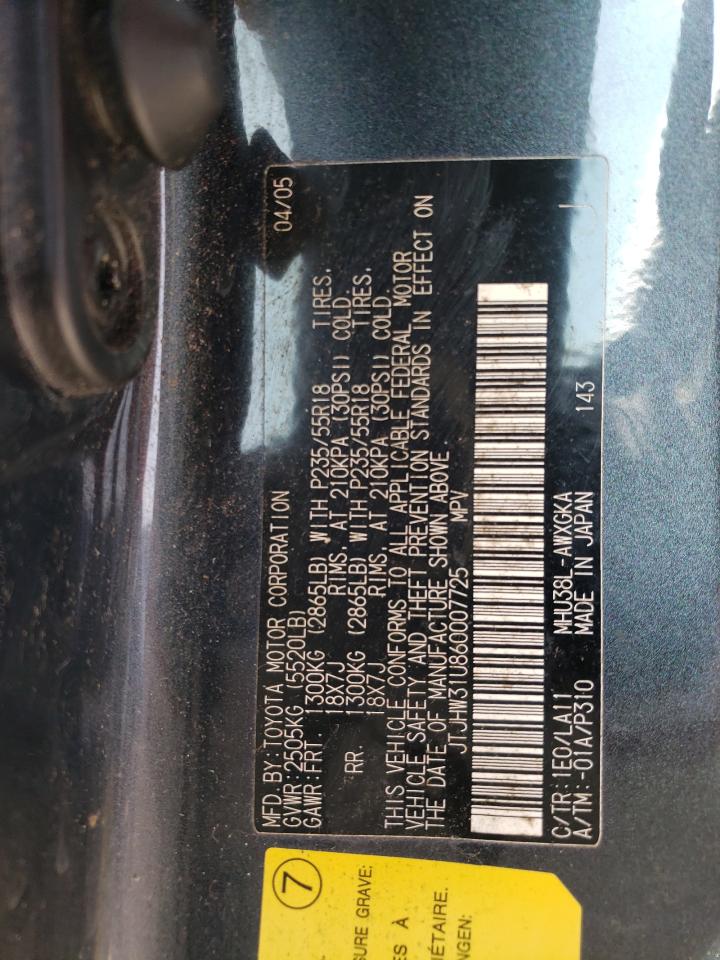 MFD. BY: TOYOTA MOTOR CORPORATION 04/05
GVWR: 2505KG (5520LB)
GAWR: FRT. 1300KG (2865LB) WITH P235/55R18 TIRES,
18X7J RIMS, AT 210KPA (30PSI) COLD.
RR. 1300KG (2865LB) WITH P235/55R18 TIRES,
18X7J RIMS, AT 210KPA (30PSI) COLD.
THIS VEHICLE CONFORMS TO ALL APPLICABLE FEDERAL MOTOR
VEHICLE SAFETY AND THEFT PREVENTION STANDARDS IN EFFECT ON
THE DATE OF MANUFACTURE SHOWN ABOVE
JTJHW31U860007725 MPV
C/TR: 1E0/LA11 MHU38L-AWXGKA
A/TM: -01A/P310 MADE IN JAPAN 143
7
SURE GRAVE:
ES À
IÉTAIRE.
NGEN: